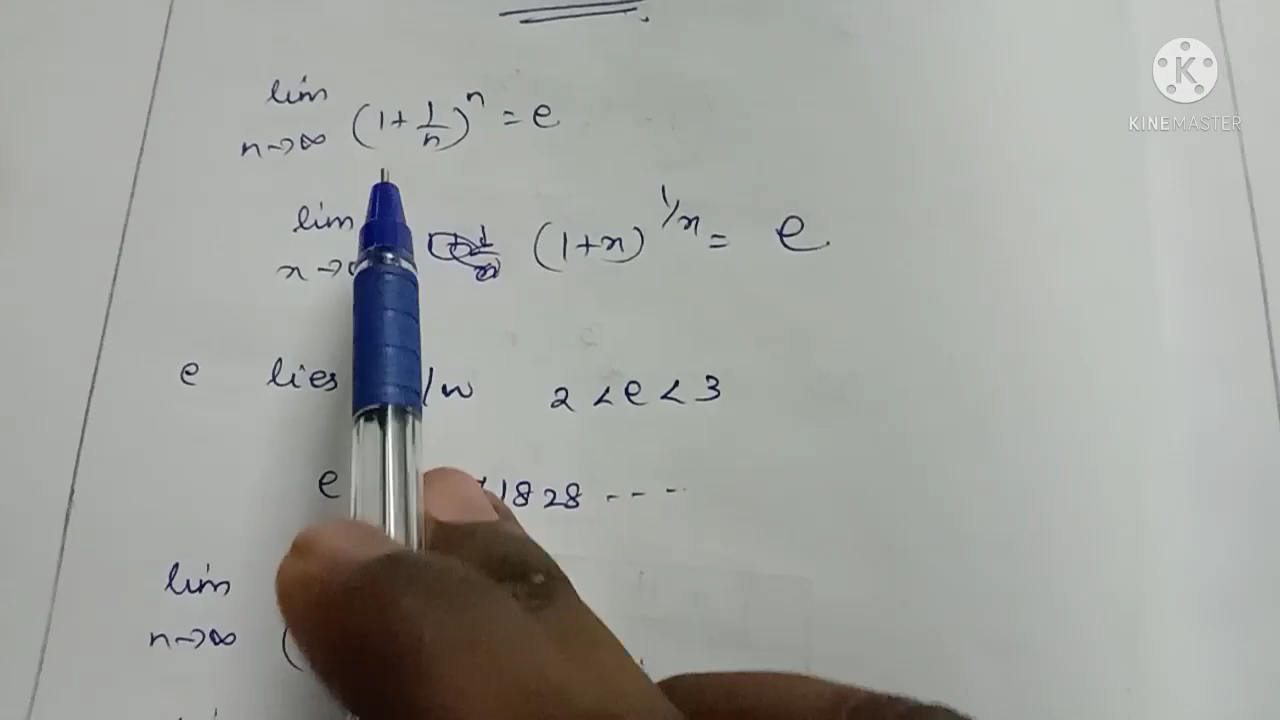 K
KINEMASTER
lim
n→∞ (1+1/n)^n = e
lim
x→ (1+x)^1/x = e
e lies /w 2 < e < 3
e 1828 ----
lim
n→∞ (